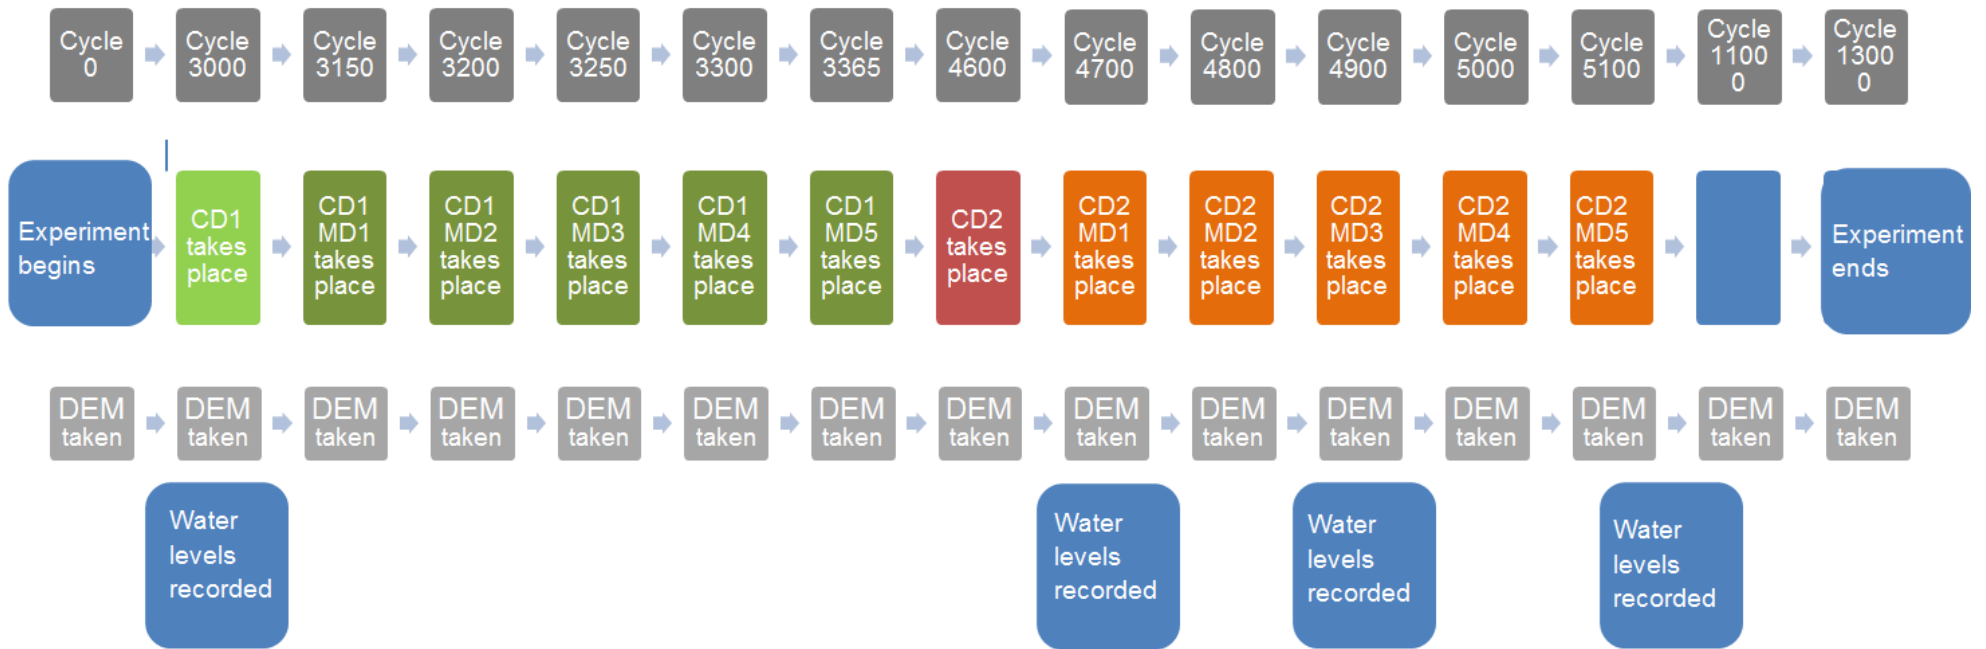 Cycle
0
Cycle
3000
Cycle
3150
Cycle
3200
Cycle
3250
Cycle
3300
Cycle
3365
Cycle
4600
Cycle
4700
Cycle
4800
Cycle
4900
Cycle
5000
Cycle
5100
Cycle
1100
0
Cycle
1300
0
Experiment
begins
CD1
takes
place
CD1
MD1
takes
place
CD1
MD2
takes
place
CD1
MD3
takes
place
CD1
MD4
takes
place
CD1
MD5
takes
place
CD2
takes
place
CD2
MD1
takes
place
CD2
MD2
takes
place
CD2
MD3
takes
place
CD2
MD4
takes
place
CD2
MD5
takes
place
Experiment
ends
DEM
taken
DEM
taken
DEM
taken
DEM
taken
DEM
taken
DEM
taken
DEM
taken
DEM
taken
DEM
taken
DEM
taken
DEM
taken
DEM
taken
DEM
taken
DEM
taken
DEM
taken
Water
levels
recorded
Water
levels
recorded
Water
levels
recorded
Water
levels
recorded